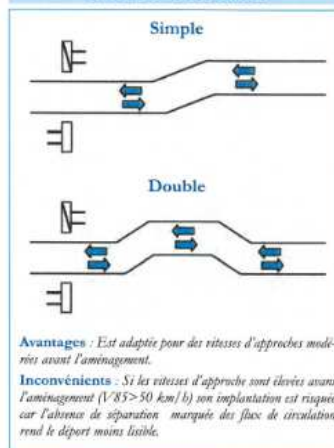 Simple
Double
Avantages : Est adaptée pour des vitesses d'approches modé-
rées avant l'aménagement.
Inconvénients : Si les vitesses d'approche sont élevées avant
l'aménagement (V85>50 km/h) son implantation est risquée
car l'absence de séparation marquée des flux de circulation
rend le déport moins lisible.